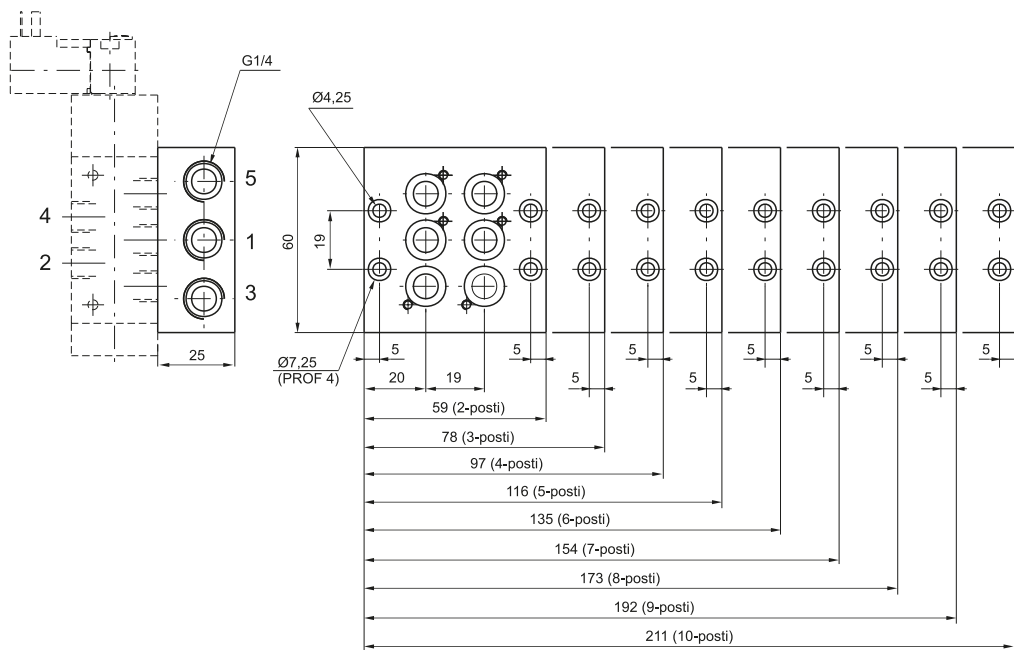 G1/4
Ø4,25
5
4
1
2
3
25
60
19
Ø7,25
(PROF 4)
5
5
5
5
5
5
5
5
5
5
20
19
59 (2-posti)
78 (3-posti)
97 (4-posti)
116 (5-posti)
135 (6-posti)
154 (7-posti)
173 (8-posti)
192 (9-posti)
211 (10-posti)